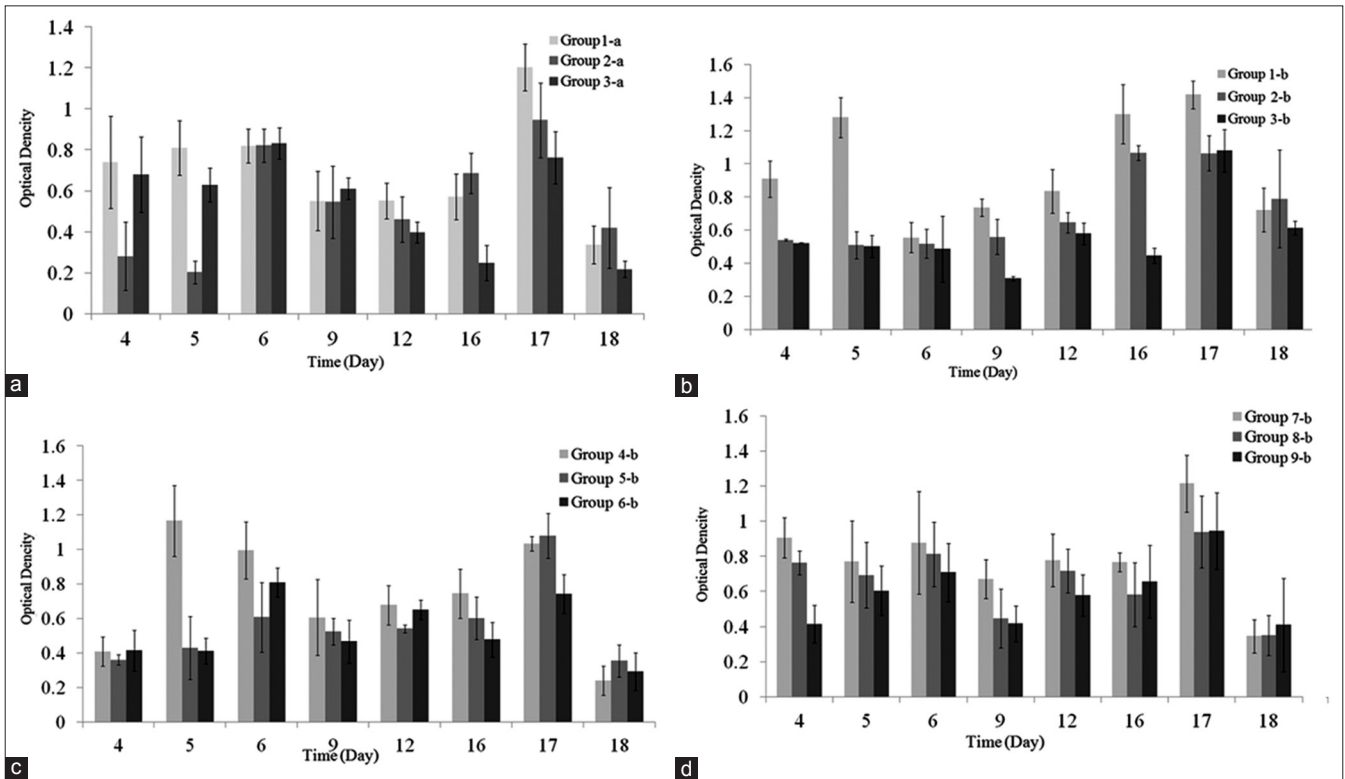 1.4
1.2
1
0.8
0.6
0.4
0.2
0
Optical Dencity
Group1-a
Group 2-a
Group 3-a
4 5 6 9 12 16 17 18
Time (Day)
a
1.6
1.4
1.2
1
0.8
0.6
0.4
0.2
0
Optical Dencity
Group 1-b
Group 2-b
Group 3-b
4 5 6 9 12 16 17 18
Time (Day)
b
1.6
1.4
1.2
1
0.8
0.6
0.4
0.2
0
Optical Dencity
Group 4-b
Group 5-b
Group 6-b
4 5 6 9 12 16 17 18
Time (Day)
c
1.6
1.4
1.2
1
0.8
0.6
0.4
0.2
0
Optical Dencity
Group 7-b
Group 8-b
Group 9-b
4 5 6 9 12 16 17 18
Time (Day)
d